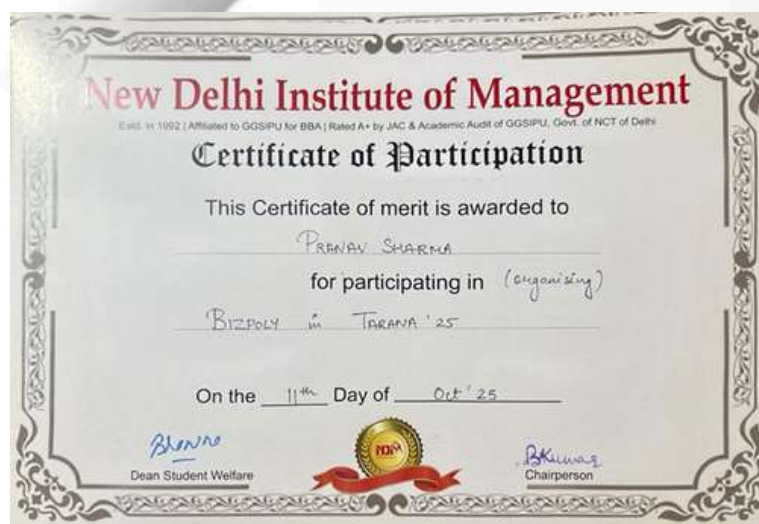 New Delhi Institute of Management
Estd. in 1992 | Affiliated to GGSIPU for BBA | Rated A+ by JAC & Academic Audit of GGSIPU, Govt. of NCT of Delhi
Certificate of Participation
This Certificate of merit is awarded to
PRANAV SHARMA
for participating in (organising)
BIZPOLY in TARANA '25
On the 11th Day of Oct '25
NDIM
BKumar
Dean Student Welfare
Chairperson